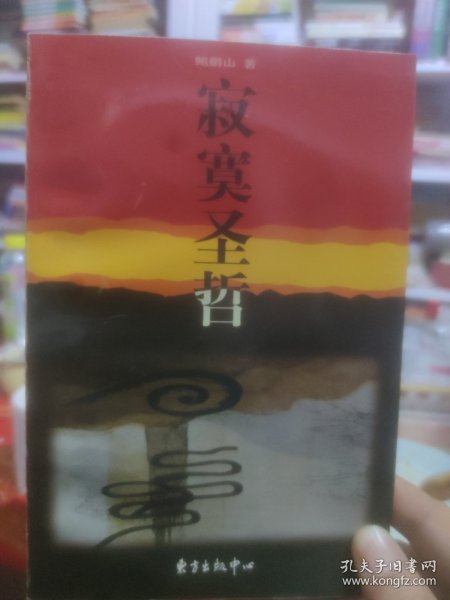 鲍鹏山 著
寂寞圣哲
东方出版中心
孔夫子旧书网
www.kongfz.com